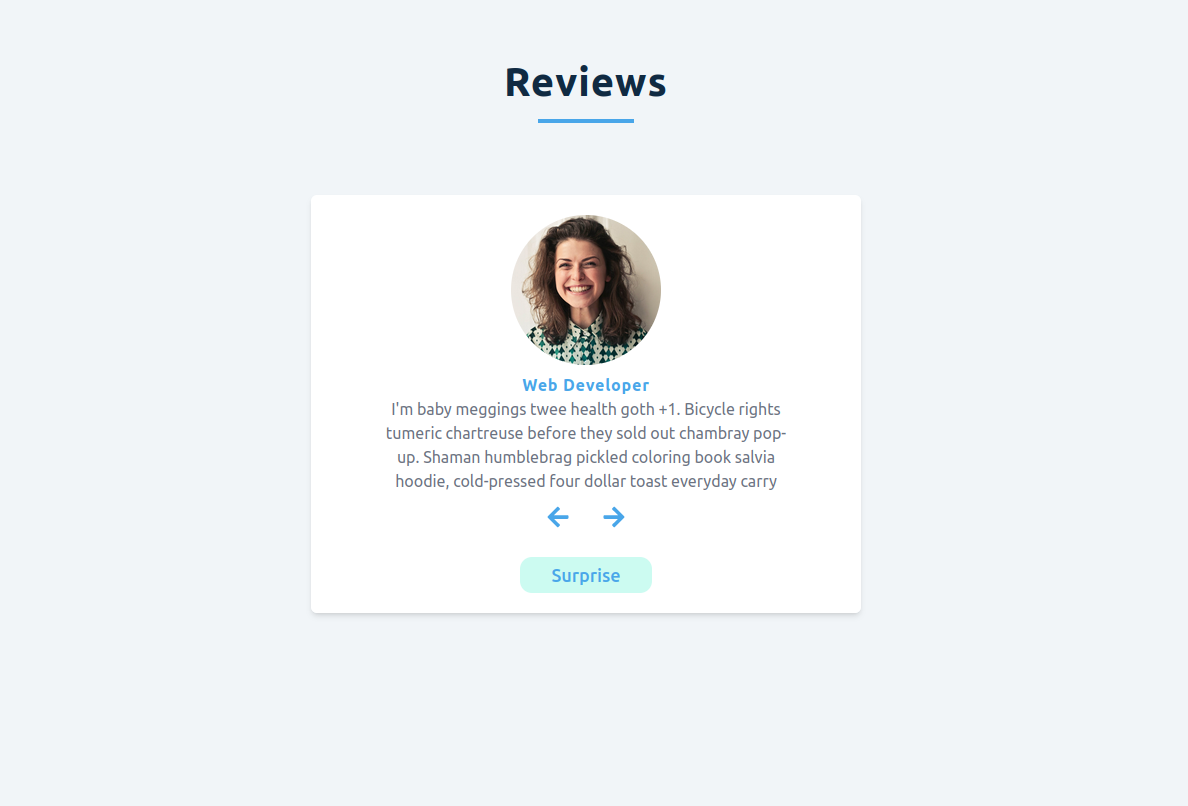 Reviews
Web Developer
I'm baby meggings twee health goth +1. Bicycle rights
tumeric chartreuse before they sold out chambray pop-
up. Shaman humblebrag pickled coloring book salvia
hoodie, cold-pressed four dollar toast everyday carry
Surprise